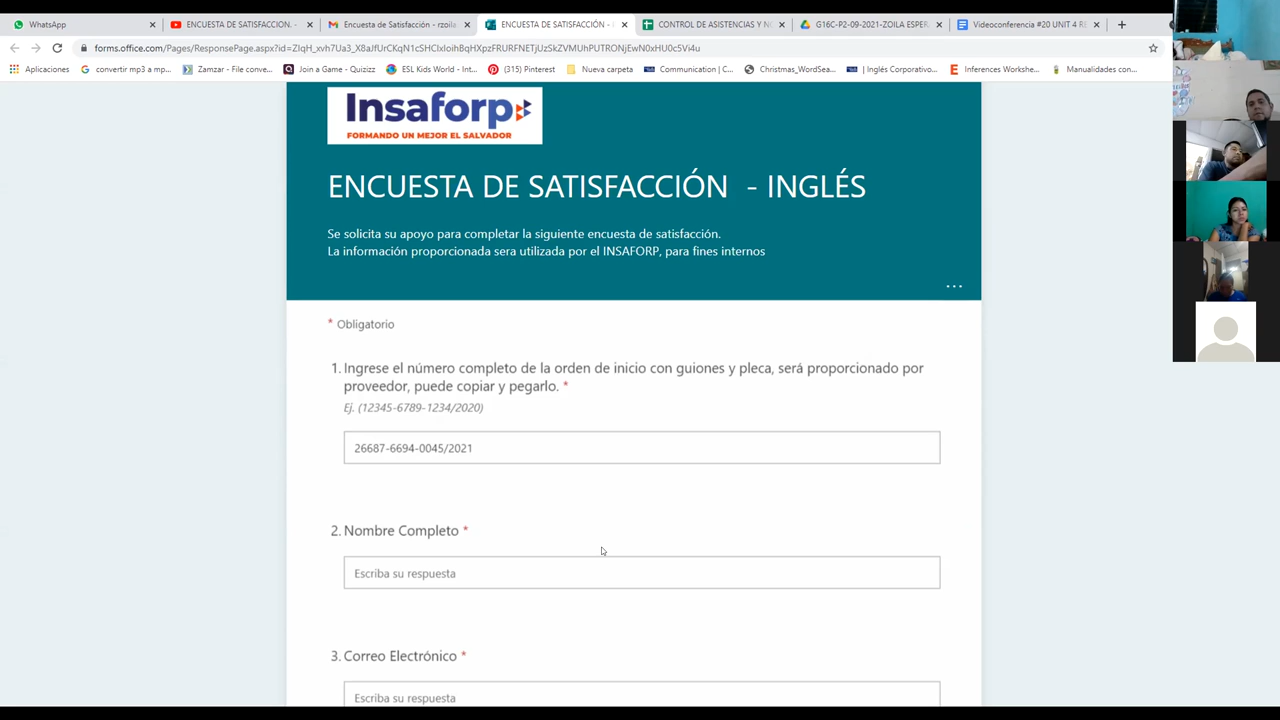 WhatsApp
ENCUESTA DE SATISFACCION. -
Encuesta de Satisfacción - rzoila
ENCUESTA DE SATISFACCIÓN - I
CONTROL DE ASISTENCIAS Y N
G16C-P2-09-2021-ZOILA ESPER
Videoconferencia #20 UNIT 4 RE
forms.office.com/Pages/ResponsePage.aspx?id=
Aplicaciones
convertir mp3 a mp...
Zamzar - File conve...
Join a Game - Quizizz
ESL Kids World - Int...
(315) Pinterest
Nueva carpeta
Communication | C...
Christmas_WordSea...
| Inglés Corporativo...
Inferences Workshe...
Manualidades con...
Insaforp
FORMANDO UN MEJOR EL SALVADOR
ENCUESTA DE SATISFACCIÓN - INGLÉS
Se solicita su apoyo para completar la siguiente encuesta de satisfacción.
La información proporcionada sera utilizada por el INSAFORP, para fines internos
...
* Obligatorio
1. Ingrese el número completo de la orden de inicio con guiones y pleca, será proporcionado por
proveedor, puede copiar y pegarlo. *
Ej. (12345-6789-1234/2020)
26687-6694-0045/2021
2. Nombre Completo *
Escriba su respuesta
3. Correo Electrónico *
Escriba su respuesta